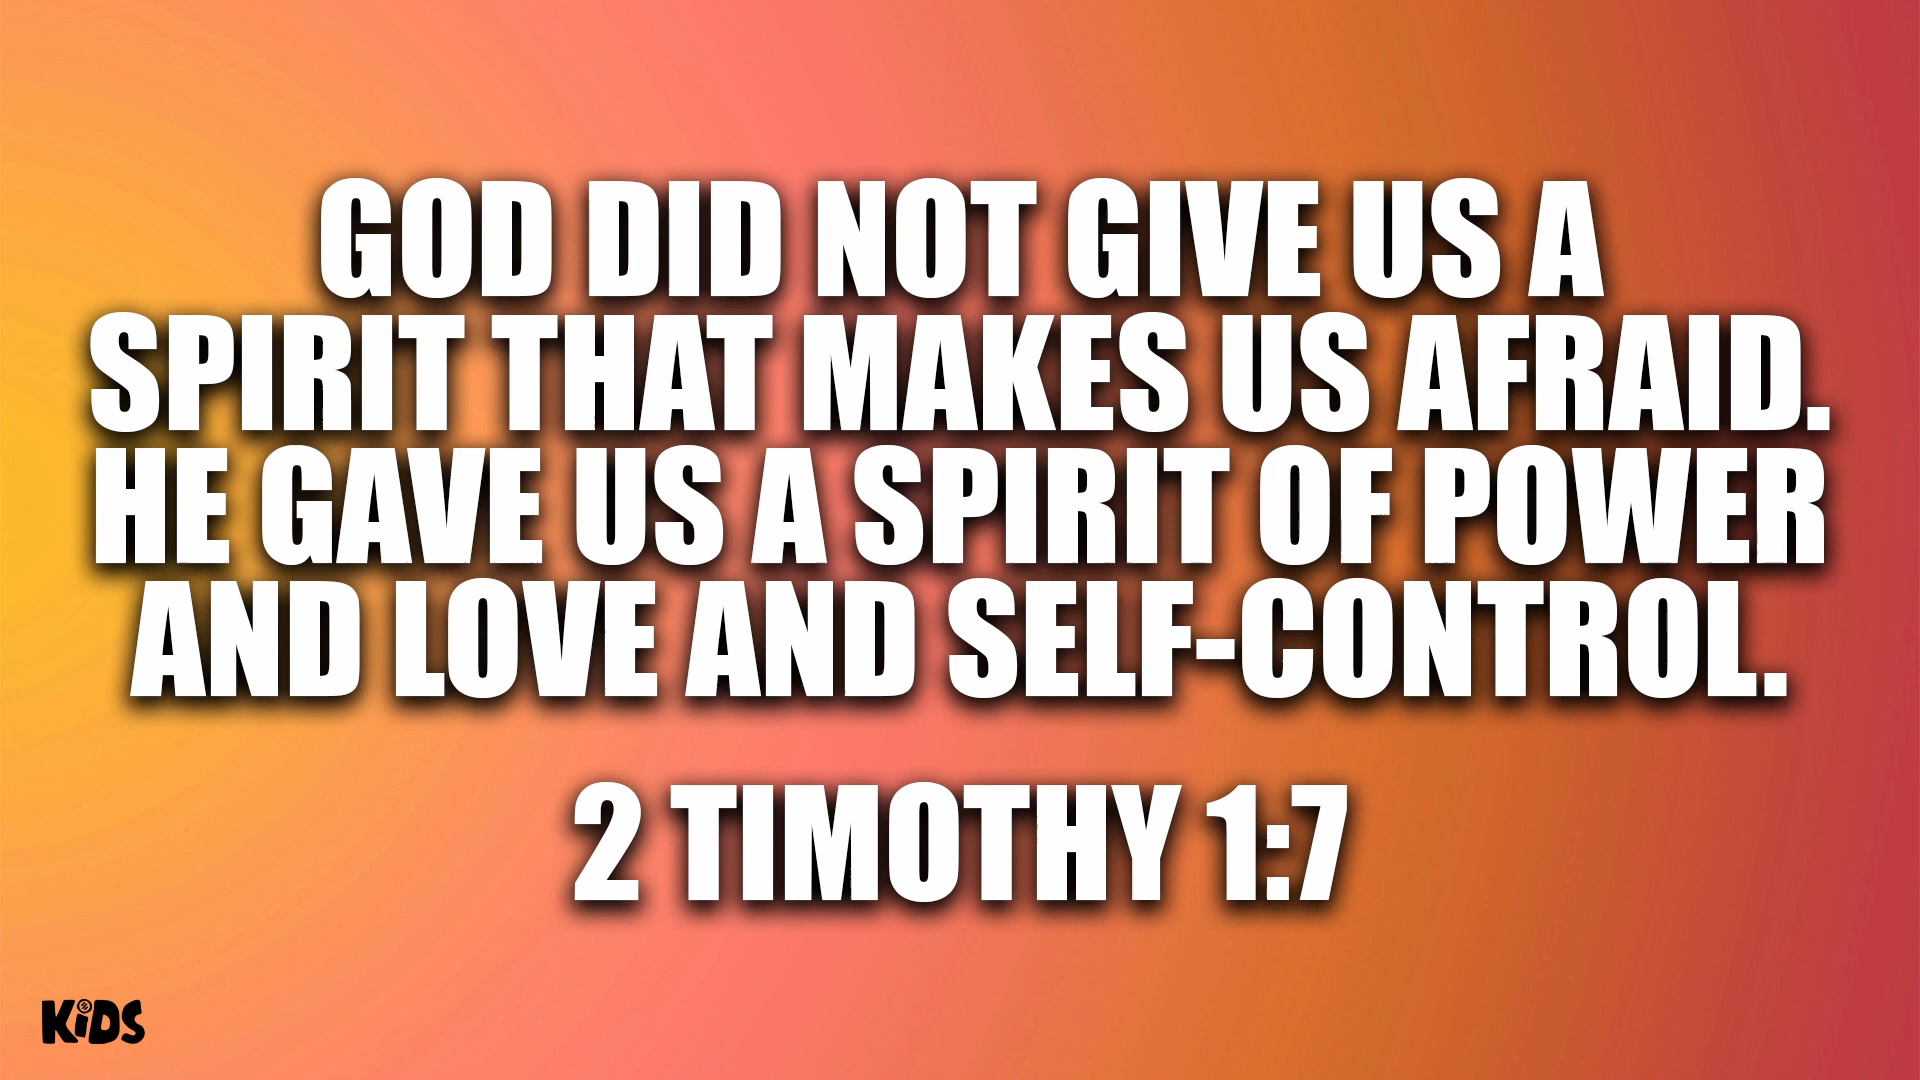 GOD DID NOT GIVE US A
SPIRIT THAT MAKES US AFRAID.
HE GAVE US A SPIRIT OF POWER
AND LOVE AND SELF-CONTROL.
2 TIMOTHY 1:7
KiDS